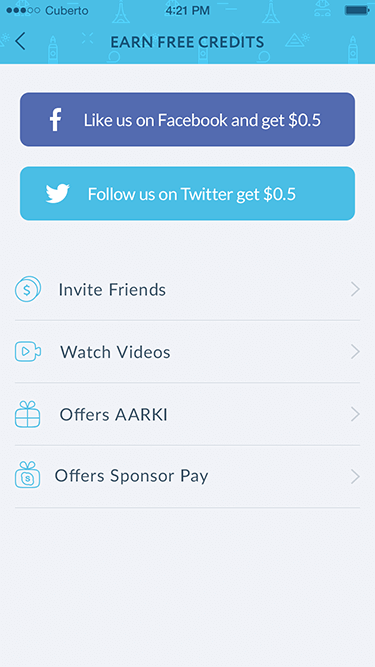 Cuberto 4:21 PM
EARN FREE CREDITS
Like us on Facebook and get $0.5
Follow us on Twitter get $0.5
Invite Friends
Watch Videos
Offers AARKI
Offers Sponsor Pay